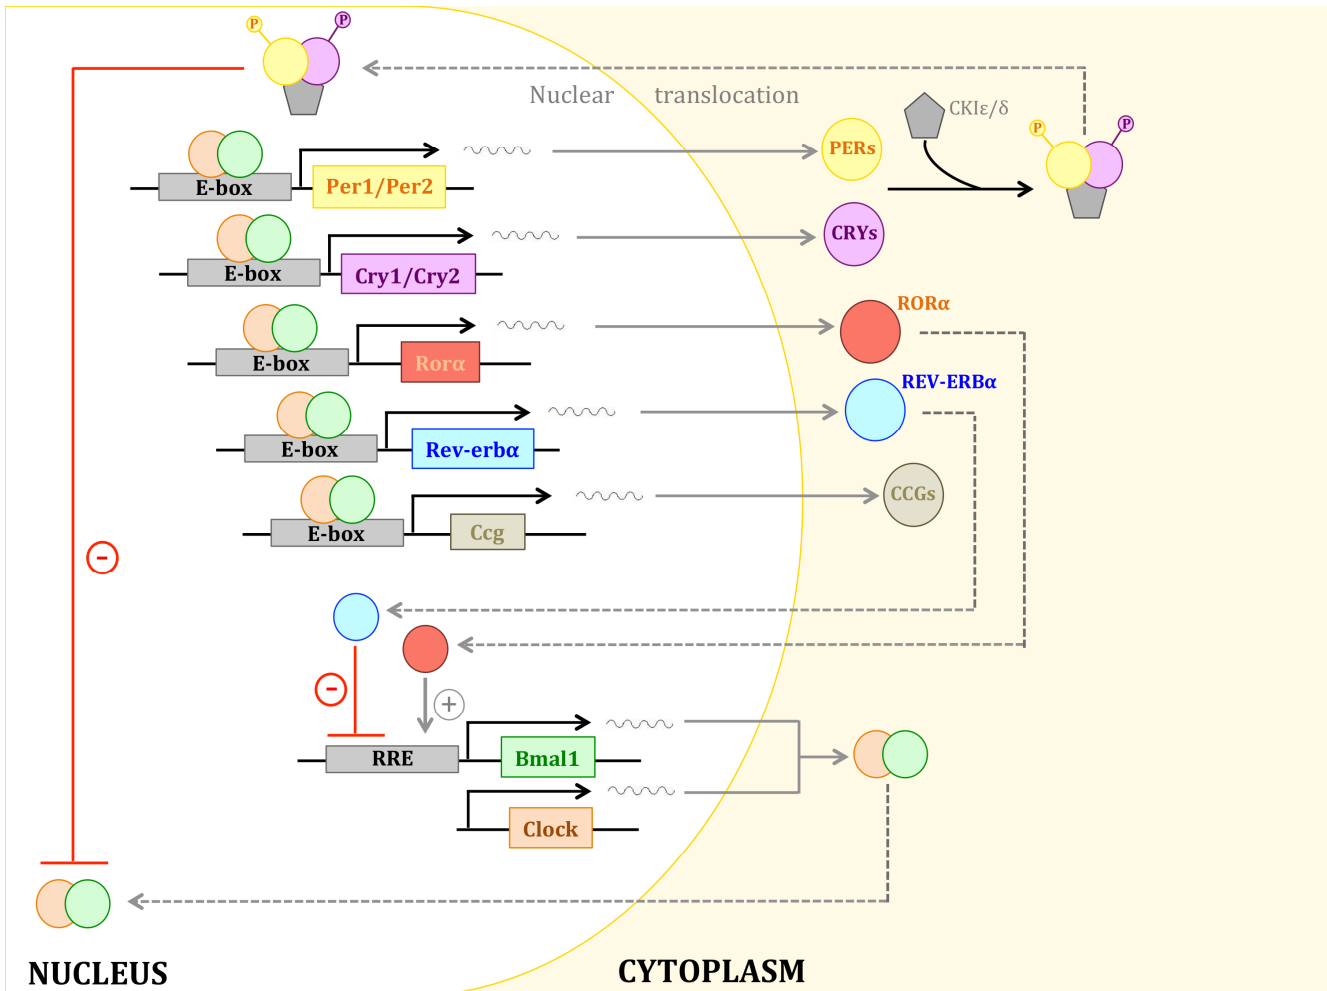 P
P
Nuclear translocation
CKIε/δ
P
P
PERs
E-box
Per1/Per2
CRYs
E-box
Cry1/Cry2
RORα
E-box
Rorα
REV-ERBα
E-box
Rev-erbα
CCGs
E-box
Ccg
-
-
+
RRE
Bmal1
Clock
NUCLEUS
CYTOPLASM